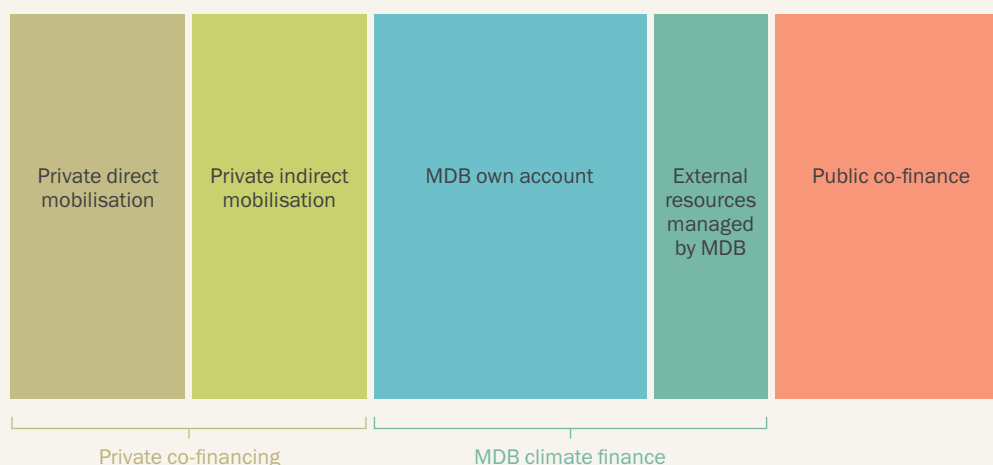 Private direct
mobilisation
Private indirect
mobilisation
MDB own account
External
resources
managed
by MDB
Public co-finance
Private co-financing
MDB climate finance